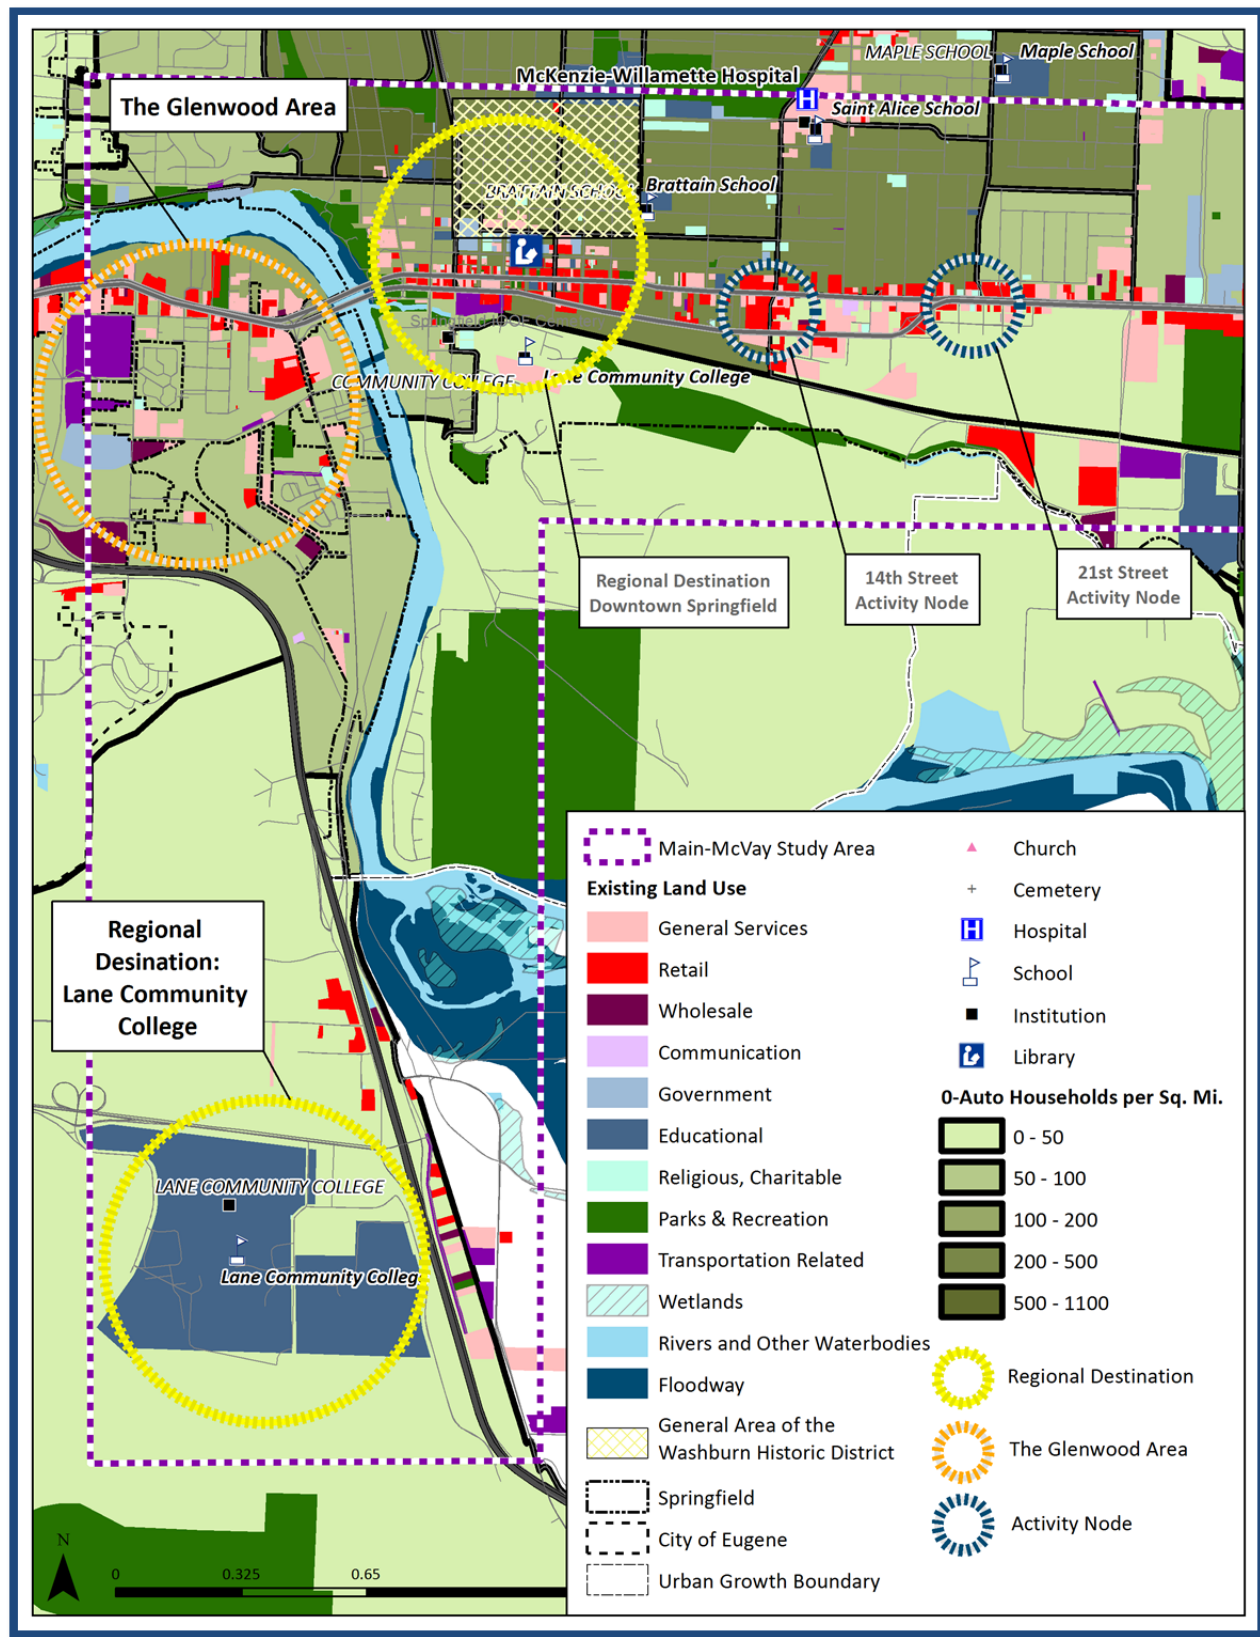 MAPLE SCHOOL
Maple School
McKenzie-Willamette Hospital
The Glenwood Area
H
Saint Alice School
BRATTAIN SCHOOL
Brattain School
COMMUNITY COLLEGE
Lane Community College
Regional Destination
Downtown Springfield
14th Street
Activity Node
21st Street
Activity Node
Regional
Desination:
Lane Community
College
LANE COMMUNITY COLLEGE
Lane Community Colleg
Main-McVay Study Area
Existing Land Use
General Services
Retail
Wholesale
Communication
Government
Educational
Religious, Charitable
Parks & Recreation
Transportation Related
Wetlands
Rivers and Other Waterbodies
Floodway
General Area of the
Washburn Historic District
Springfield
City of Eugene
Urban Growth Boundary
Church
Cemetery
H Hospital
School
Institution
Library
0-Auto Households per Sq. Mi.
0 - 50
50 - 100
100 - 200
200 - 500
500 - 1100
Regional Destination
The Glenwood Area
Activity Node
N
0 0.325 0.65